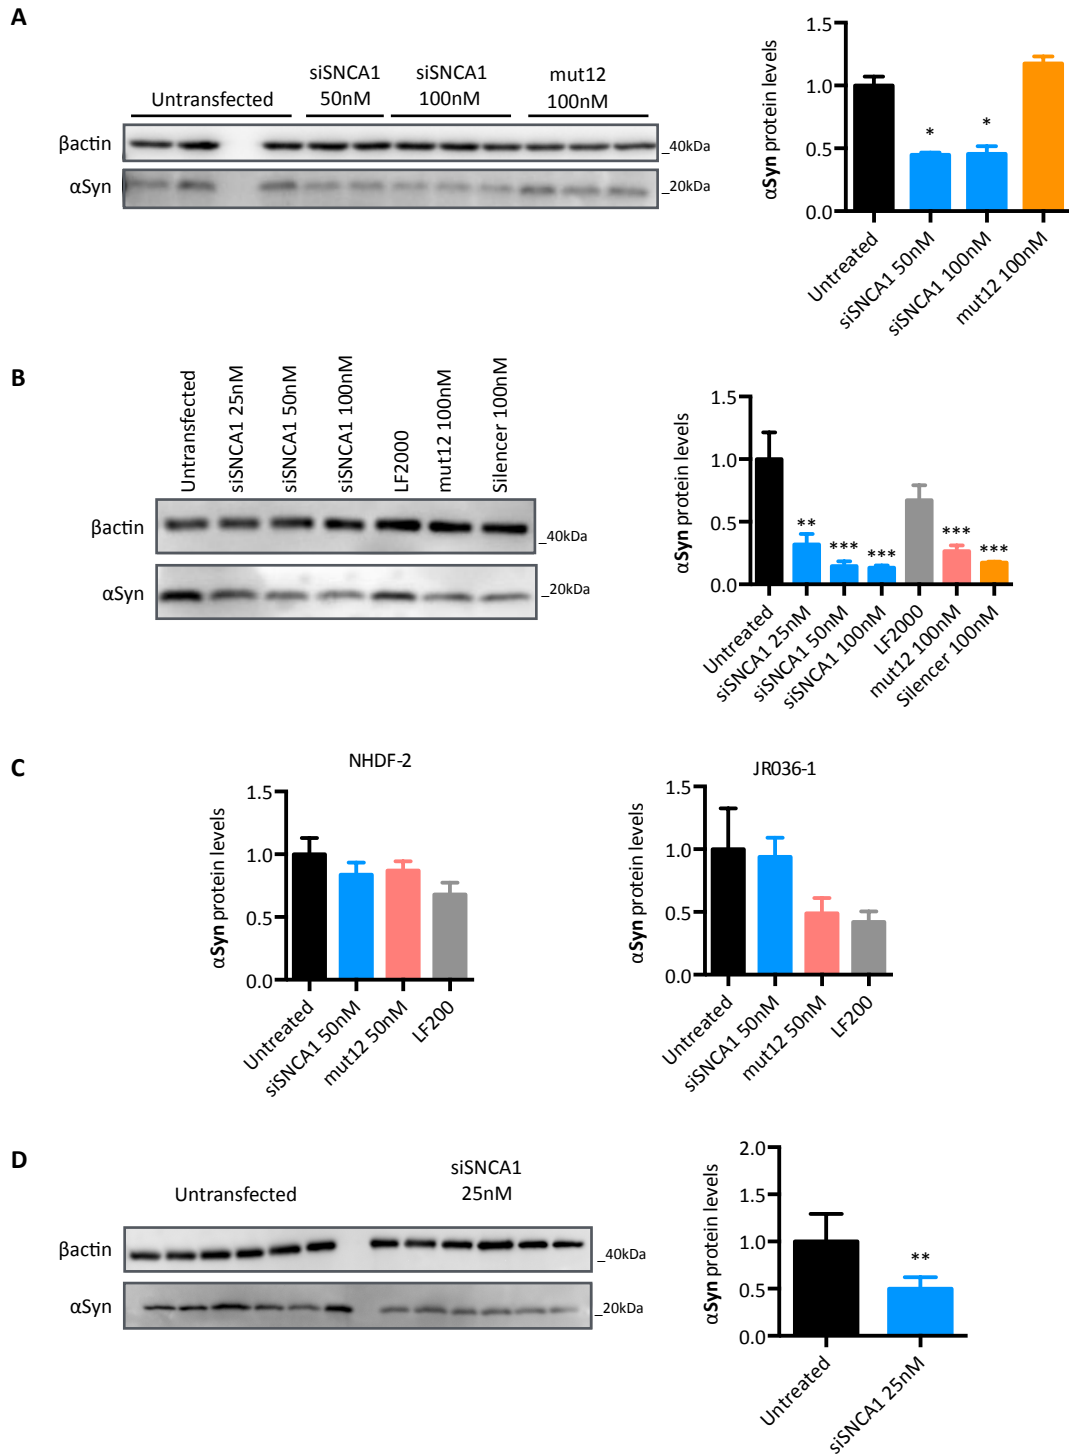 A
Untransfected
siSNCA1
50nM
siSNCA1
100nM
mut12
100nM
βactin
_40kDa
αSyn
_20kDa
αSyn protein levels
1.5
1.0
0.5
0.0
Untreated
siSNCA1 50nM
siSNCA1 100nM
mut12 100nM
*
*
B
Untransfected
siSNCA1 25nM
siSNCA1 50nM
siSNCA1 100nM
LF2000
mut12 100nM
Silencer 100nM
βactin
_40kDa
αSyn
_20kDa
αSyn protein levels
1.5
1.0
0.5
0.0
**
***
***
***
***
Untreated
siSNCA1 25nM
siSNCA1 50nM
siSNCA1 100nM
LF2000
mut12 100nM
Silencer 100nM
C
NHDF-2
αSyn protein levels
1.5
1.0
0.5
0.0
Untreated
siSNCA1 50nM
mut12 50nM
LF200
JR036-1
αSyn protein levels
1.5
1.0
0.5
0.0
Untreated
siSNCA1 50nM
mut12 50nM
LF200
D
Untransfected
siSNCA1
25nM
βactin
_40kDa
αSyn
_20kDa
αSyn protein levels
2.0
1.5
1.0
0.5
0.0
**
Untreated
siSNCA1 25nM